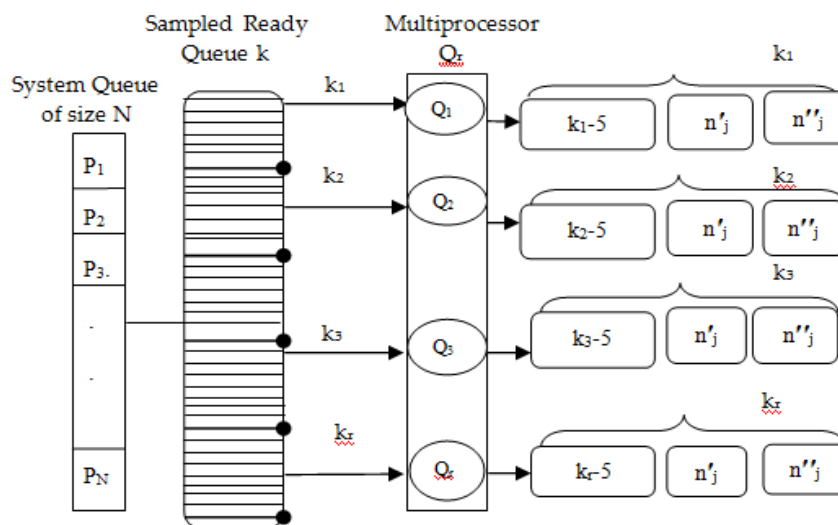 Sampled Ready
Queue k
Multiprocessor
Qr
System Queue
of size N
P1
P2
P3.
.
.
PN
k1
k2
k3
kr
Q1
Q2
Q3
Qr
k1
k1-5
n′j
n″j
k2
k2-5
n′j
n″j
k3
k3-5
n′j
n″j
kr
kr-5
n′j
n″j